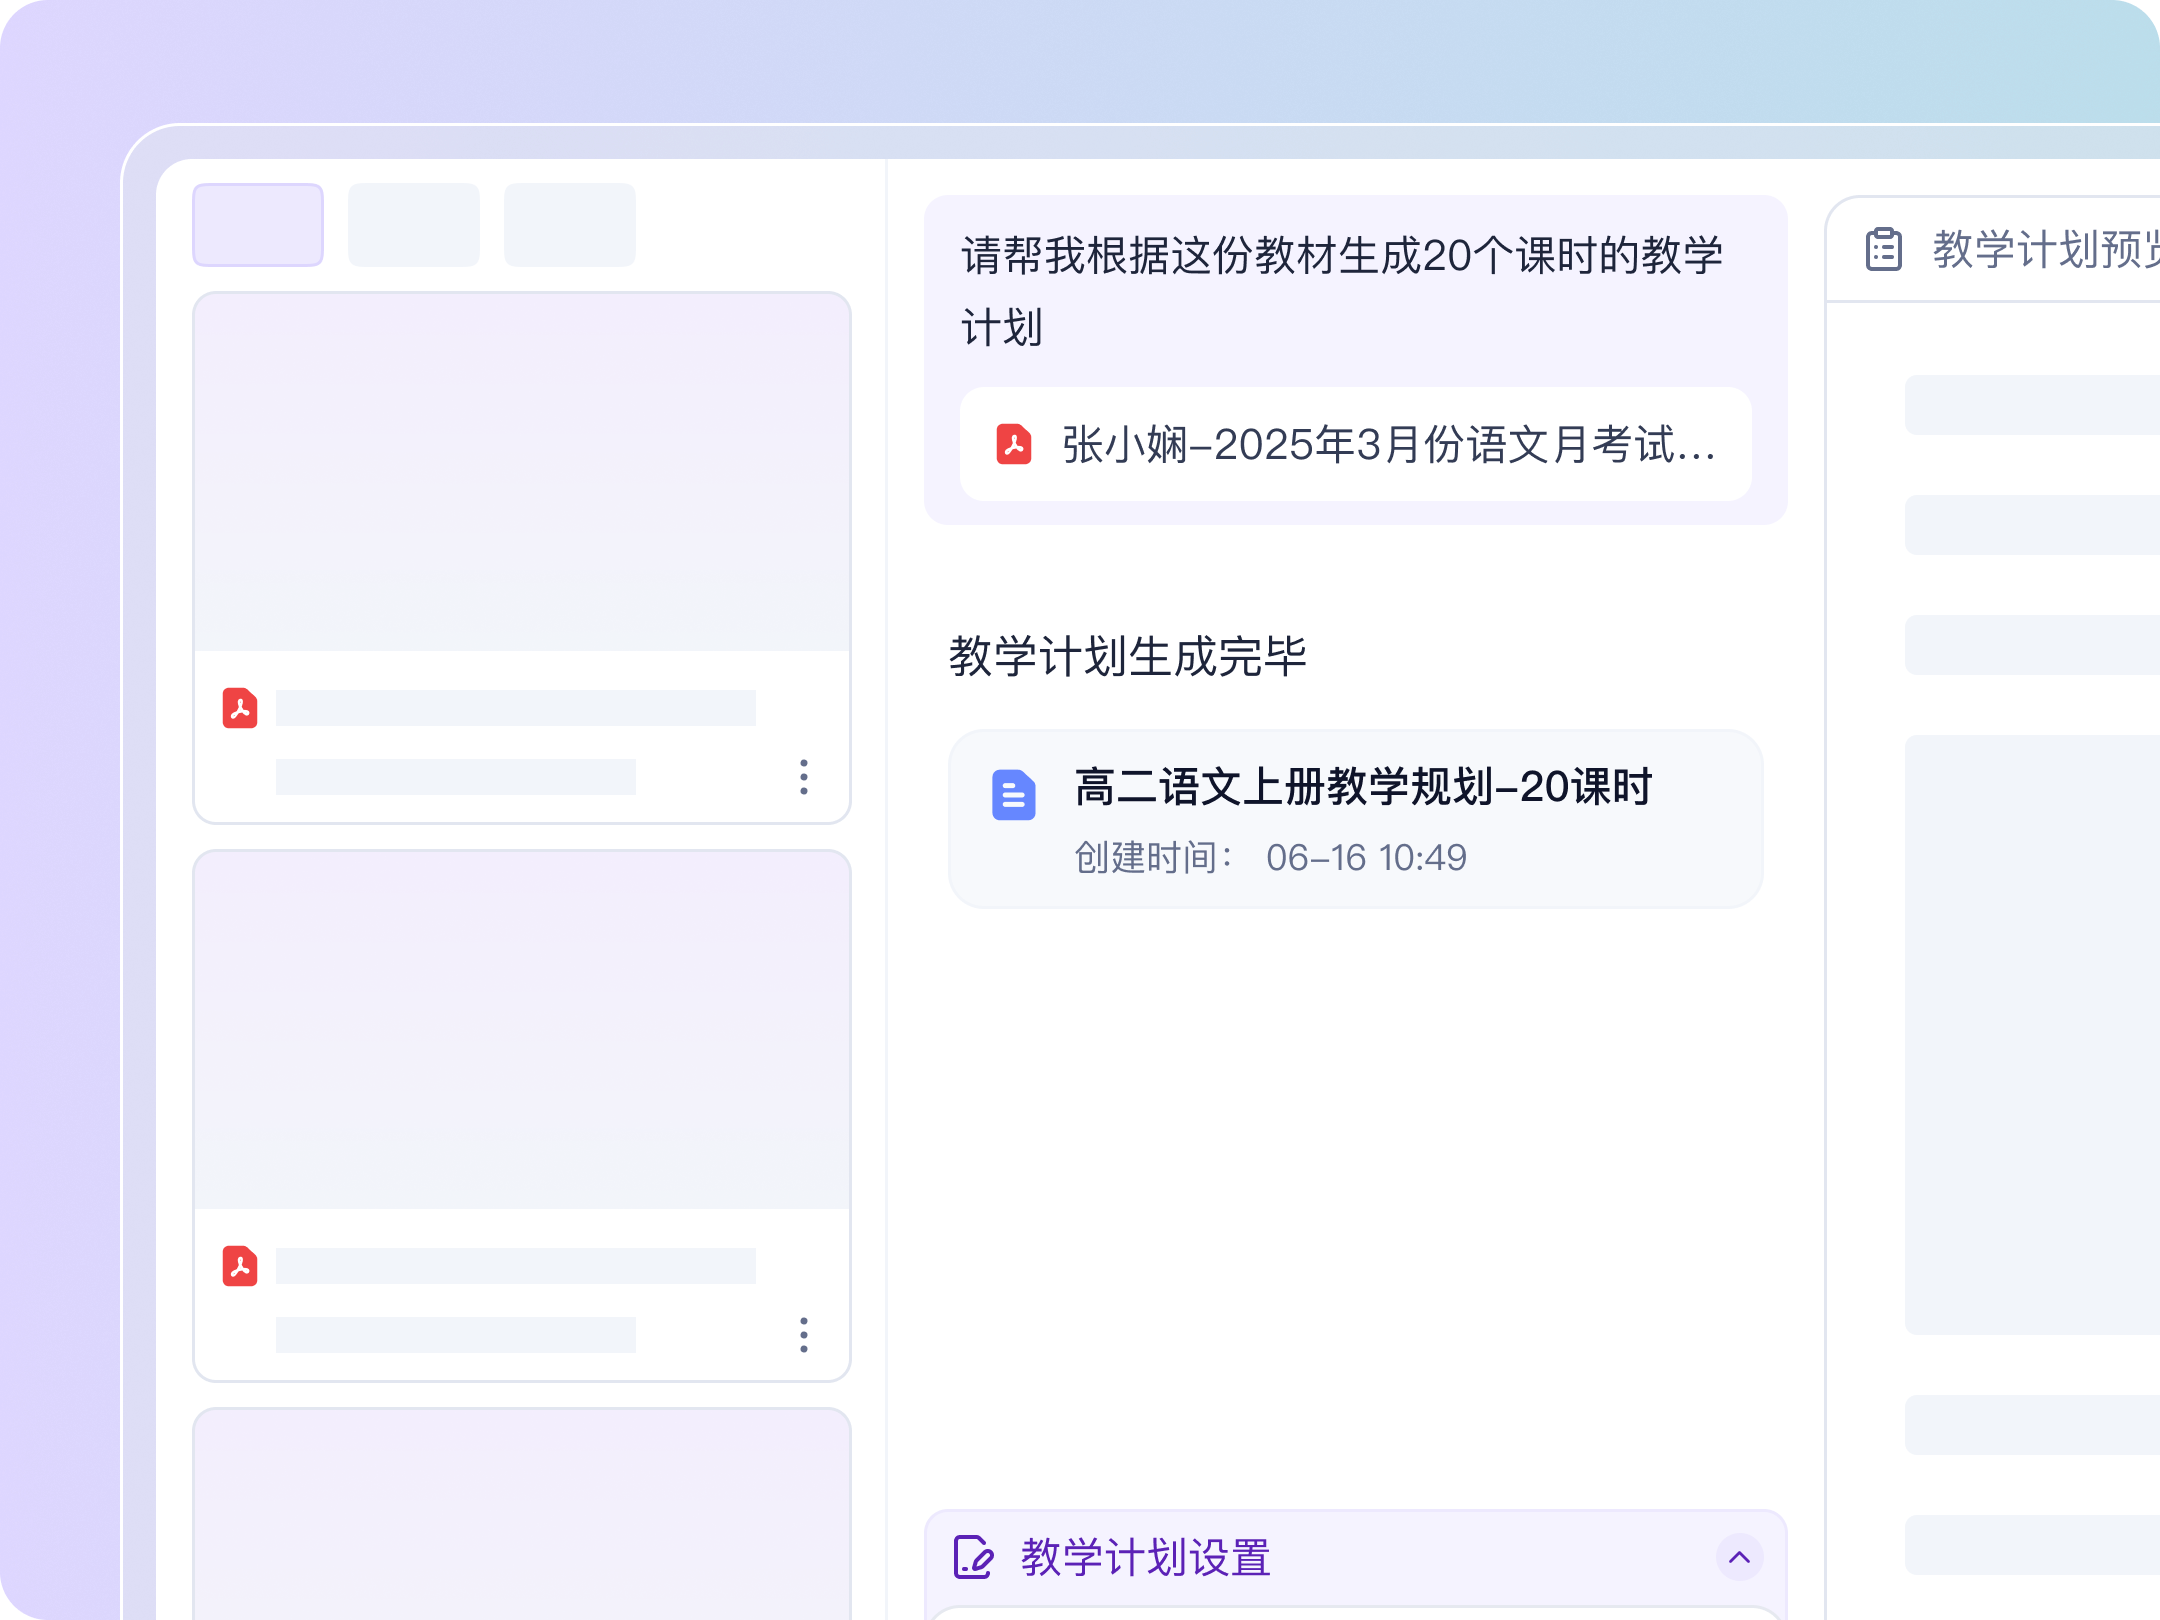 请帮我根据这份教材生成20个课时的教学
计划
张小娴-2025年3月份语文月考试...
教学计划生成完毕
高二语文上册教学规划-20课时
创建时间： 06-16 10:49
教学计划设置
教学计划预览